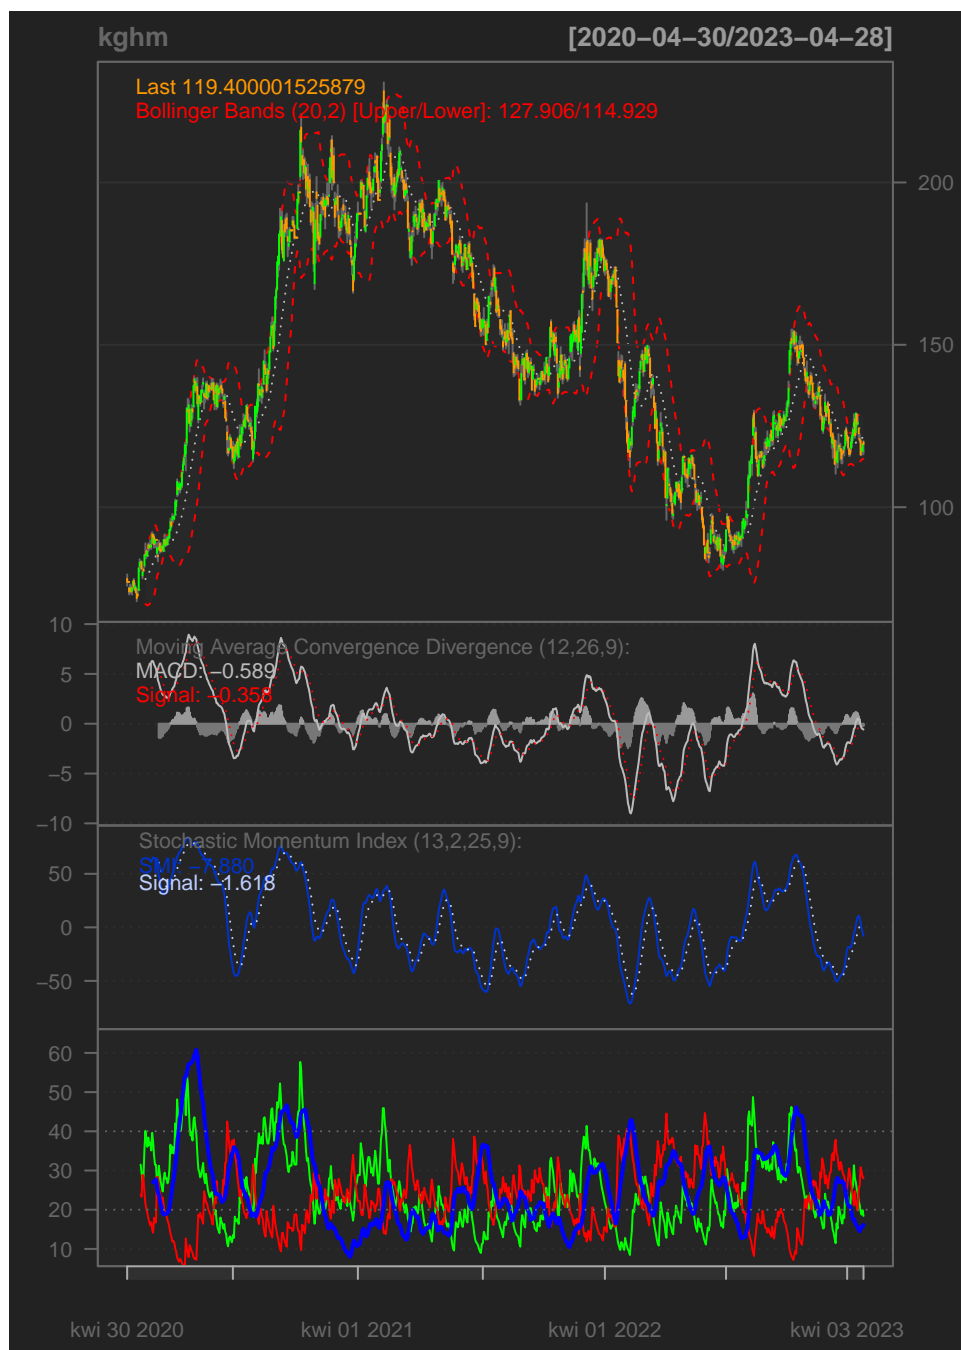 kghm [2020−04−30/2023−04−28]
Last 119.400001525879
Bollinger Bands (20,2) [Upper/Lower]: 127.906/114.929
200
150
100
10
Moving Average Convergence Divergence (12,26,9):
MACD: −0.589
5
Signal: −0.358
0
−5
−10
Stochastic Momentum Index (13,2,25,9):
SMI: −7.880
50
Signal: −1.618
0
−50
60
50
40
30
20
10
kwi 30 2020 kwi 01 2021 kwi 01 2022 kwi 03 2023